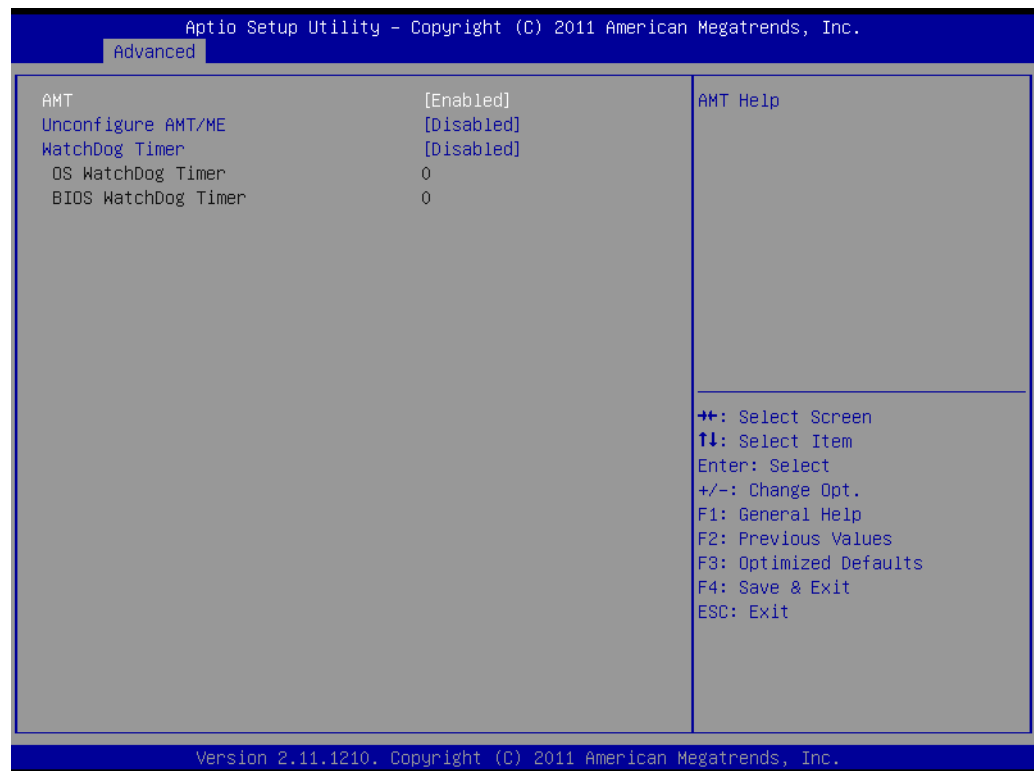 Aptio Setup Utility – Copyright (C) 2011 American Megatrends, Inc.
Advanced
AMT [Enabled]
Unconfigure AMT/ME [Disabled]
WatchDog Timer [Disabled]
OS WatchDog Timer 0
BIOS WatchDog Timer 0
AMT Help
→←: Select Screen
↑↓: Select Item
Enter: Select
+/-: Change Opt.
F1: General Help
F2: Previous Values
F3: Optimized Defaults
F4: Save & Exit
ESC: Exit
Version 2.11.1210. Copyright (C) 2011 American Megatrends, Inc.